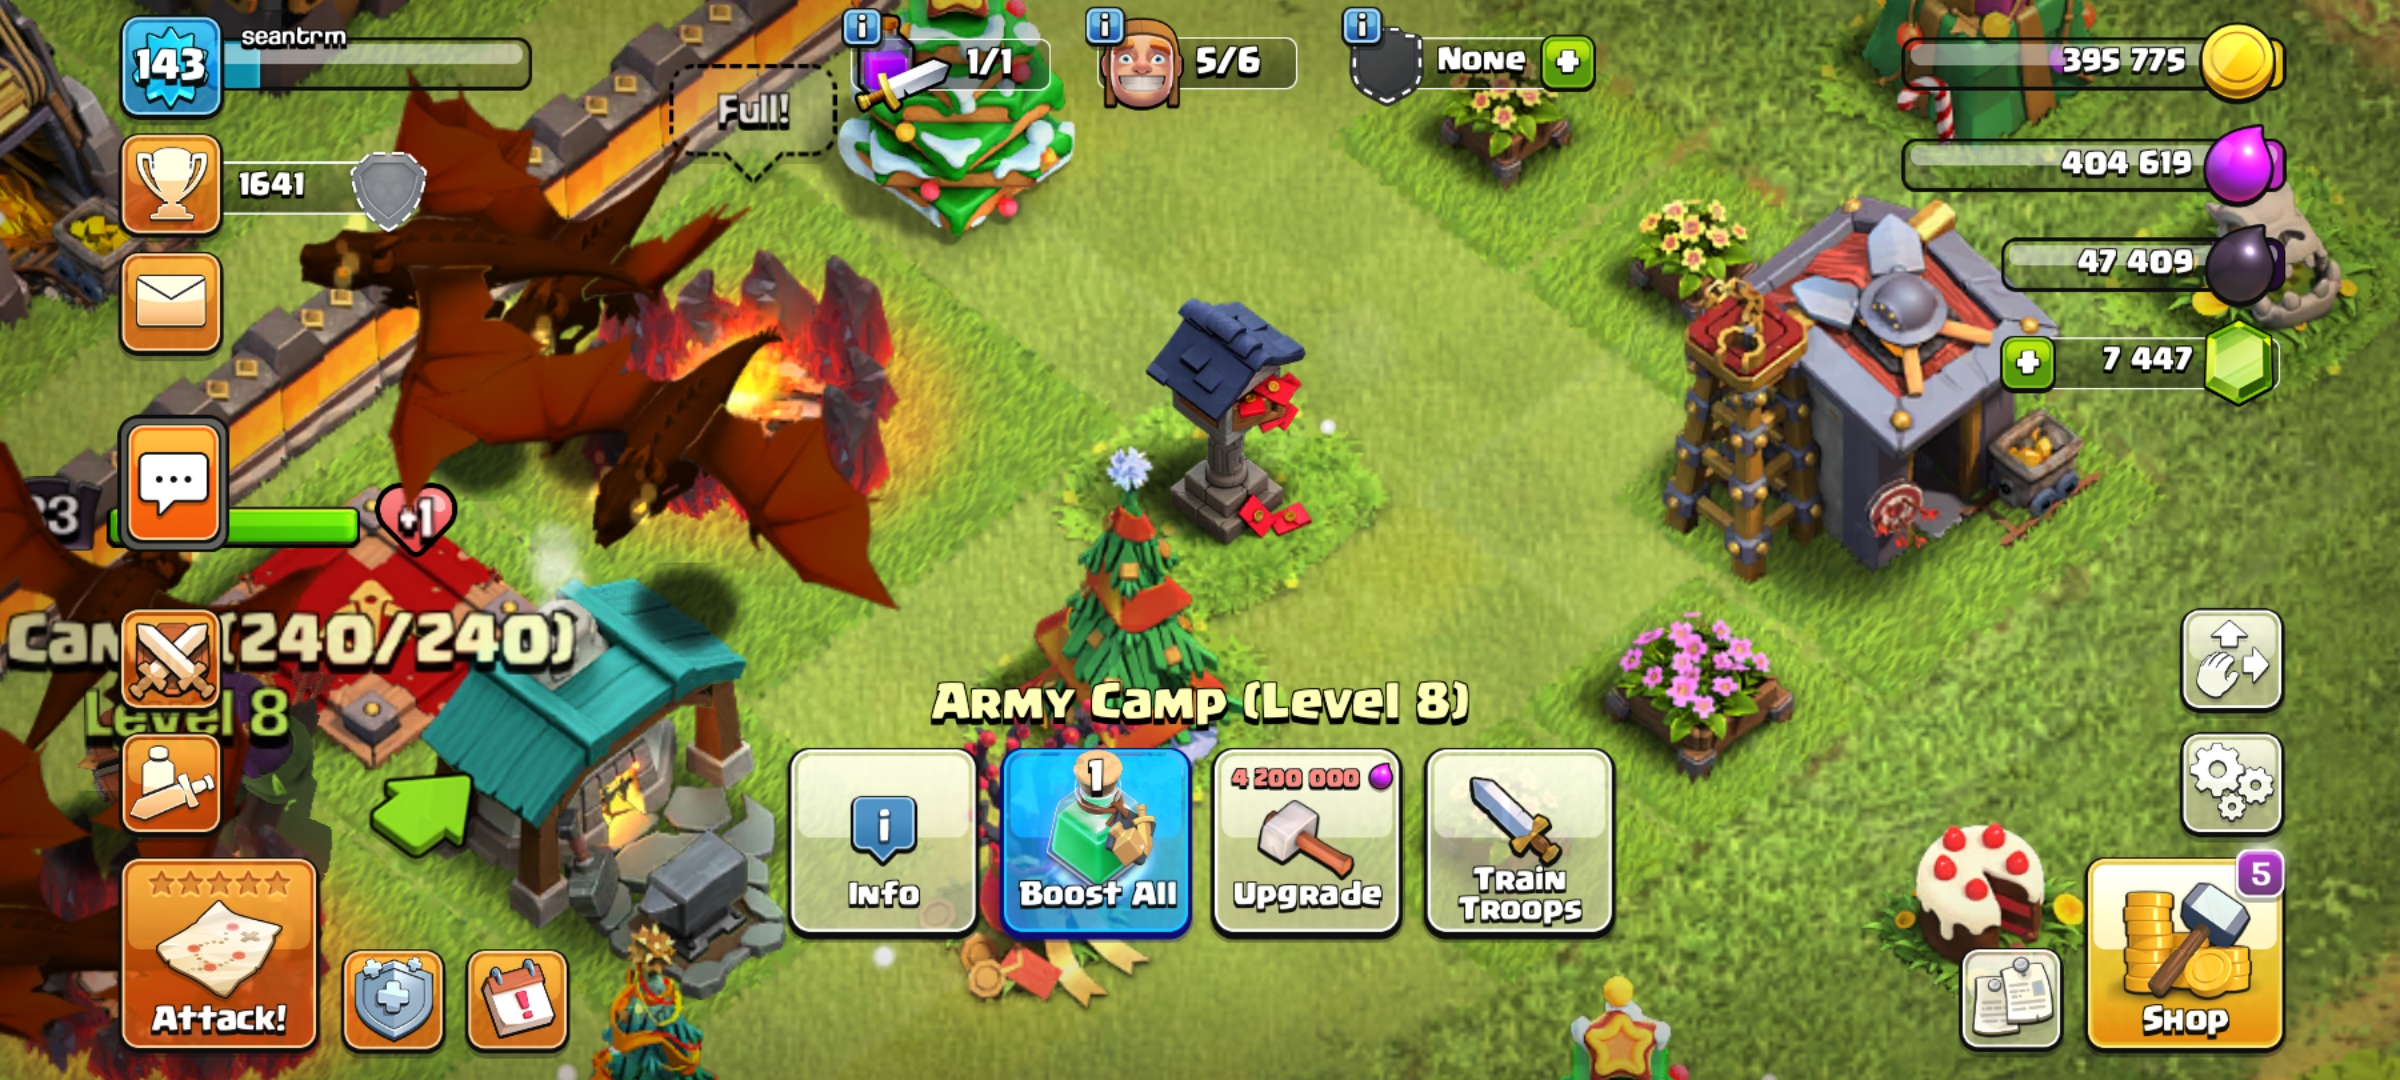 143
seantrm
1/1
5/6
None
395 775
Full!
1641
404 619
47 409
7 447
+1
(240/240)
Level 8
Army Camp (Level 8)
1
4 200 000
Info
Boost All
Upgrade
Train
Troops
5
Attack!
Shop